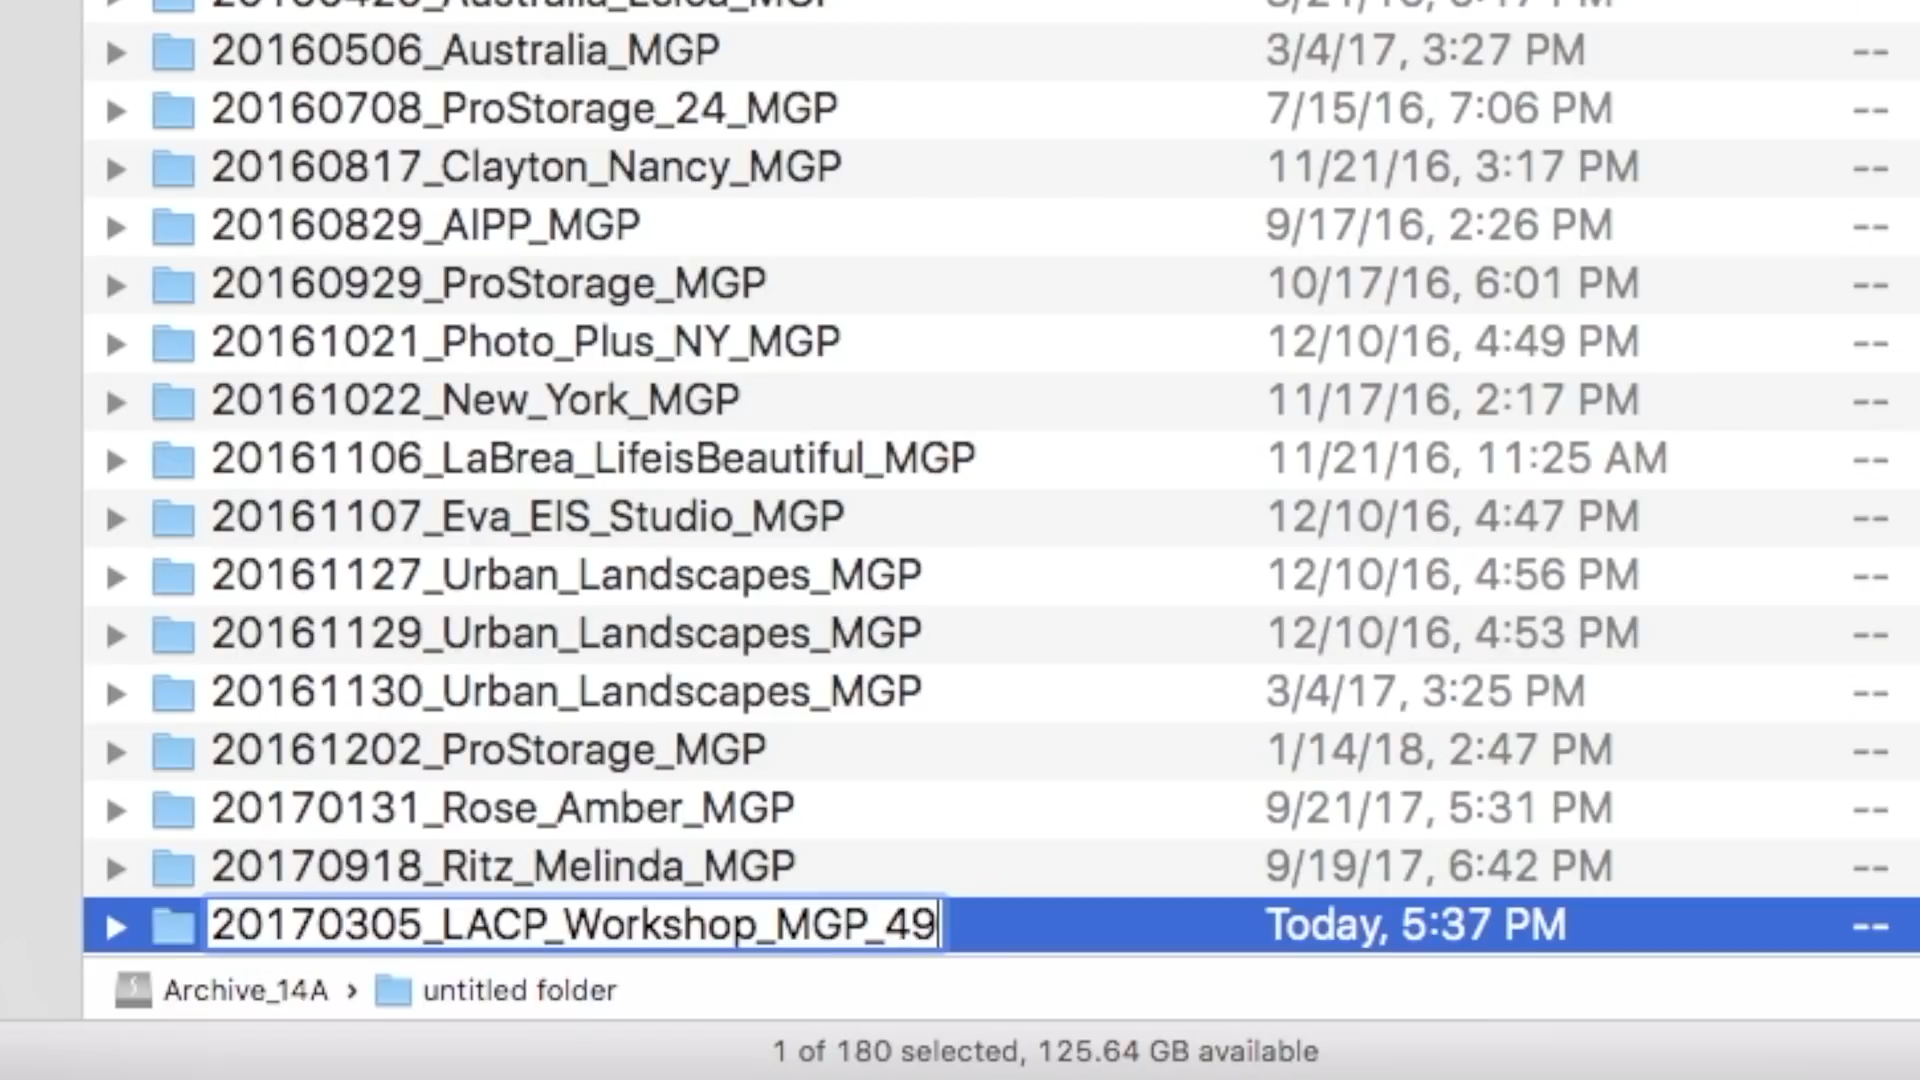 20160506_Australia_MGP 3/4/17, 3:27 PM --
20160708_ProStorage_24_MGP 7/15/16, 7:06 PM --
20160817_Clayton_Nancy_MGP 11/21/16, 3:17 PM --
20160829_AIPP_MGP 9/17/16, 2:26 PM --
20160929_ProStorage_MGP 10/17/16, 6:01 PM --
20161021_Photo_Plus_NY_MGP 12/10/16, 4:49 PM --
20161022_New_York_MGP 11/17/16, 2:17 PM --
20161106_LaBrea_LifeisBeautiful_MGP 11/21/16, 11:25 AM --
20161107_Eva_EIS_Studio_MGP 12/10/16, 4:47 PM --
20161127_Urban_Landscapes_MGP 12/10/16, 4:56 PM --
20161129_Urban_Landscapes_MGP 12/10/16, 4:53 PM --
20161130_Urban_Landscapes_MGP 3/4/17, 3:25 PM --
20161202_ProStorage_MGP 1/14/18, 2:47 PM --
20170131_Rose_Amber_MGP 9/21/17, 5:31 PM --
20170918_Ritz_Melinda_MGP 9/19/17, 6:42 PM --
20170305_LACP_Workshop_MGP_49 Today, 5:37 PM --
Archive_14A › untitled folder
1 of 180 selected, 125.64 GB available